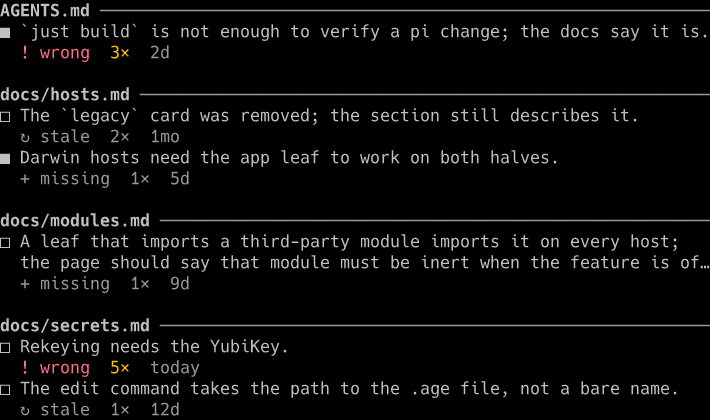 AGENTS.md
■ `just build` is not enough to verify a pi change; the docs say it is.
! wrong  3×  2d
docs/hosts.md
□ The `legacy` card was removed; the section still describes it.
↻ stale  2×  1mo
■ Darwin hosts need the app leaf to work on both halves.
+ missing  1×  5d
docs/modules.md
□ A leaf that imports a third-party module imports it on every host;
the page should say that module must be inert when the feature is of…
+ missing  1×  9d
docs/secrets.md
□ Rekeying needs the YubiKey.
! wrong  5×  today
□ The edit command takes the path to the .age file, not a bare name.
↻ stale  1×  12d